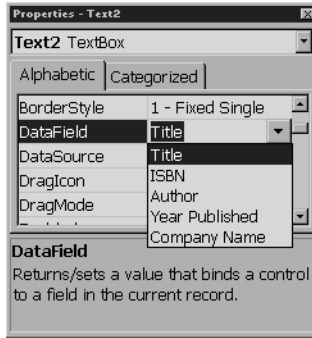 Properties - Text2
Text2 TextBox
Alphabetic Categorized
BorderStyle 1 - Fixed Single
DataField Title
DataSource Title
DragIcon ISBN
DragMode Author
Year Published
Company Name
DataField
Returns/sets a value that binds a control
to a field in the current record.